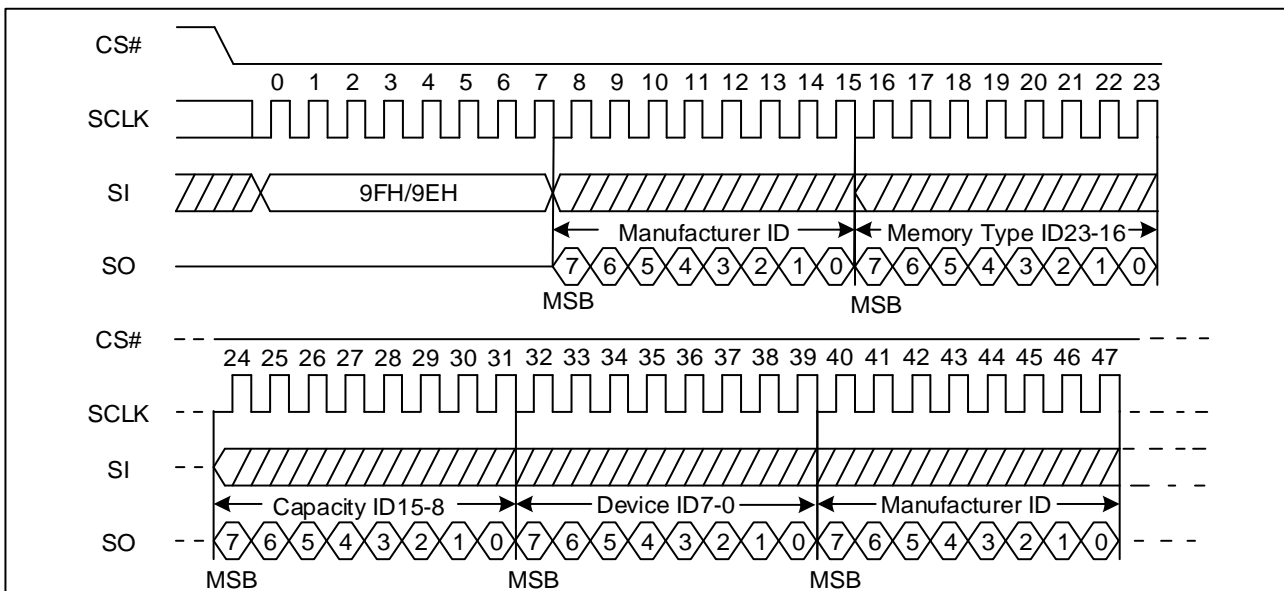 CS#
0 1 2 3 4 5 6 7 8 9 10 11 12 13 14 15 16 17 18 19 20 21 22 23
SCLK
SI 9FH/9EH
Manufacturer ID Memory Type ID23-16
SO 7 6 5 4 3 2 1 0 7 6 5 4 3 2 1 0
MSB MSB
CS#
24 25 26 27 28 29 30 31 32 33 34 35 36 37 38 39 40 41 42 43 44 45 46 47
SCLK
SI
Capacity ID15-8 Device ID7-0 Manufacturer ID
SO 7 6 5 4 3 2 1 0 7 6 5 4 3 2 1 0 7 6 5 4 3 2 1 0
MSB MSB MSB